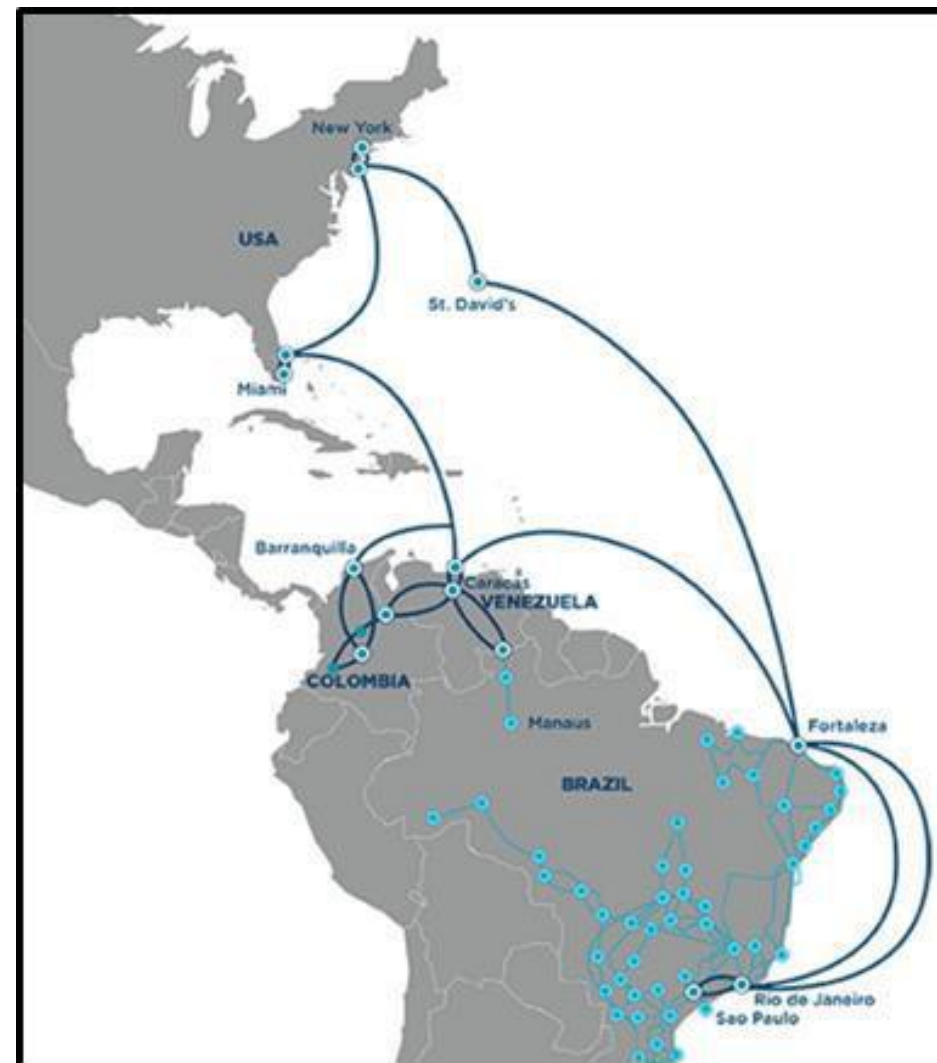 New York
USA
St. David's
Miami
Barranquilla
Caracas
VENEZUELA
COLOMBIA
Manaus
Fortaleza
BRAZIL
Rio de Janeiro
Sao Paulo